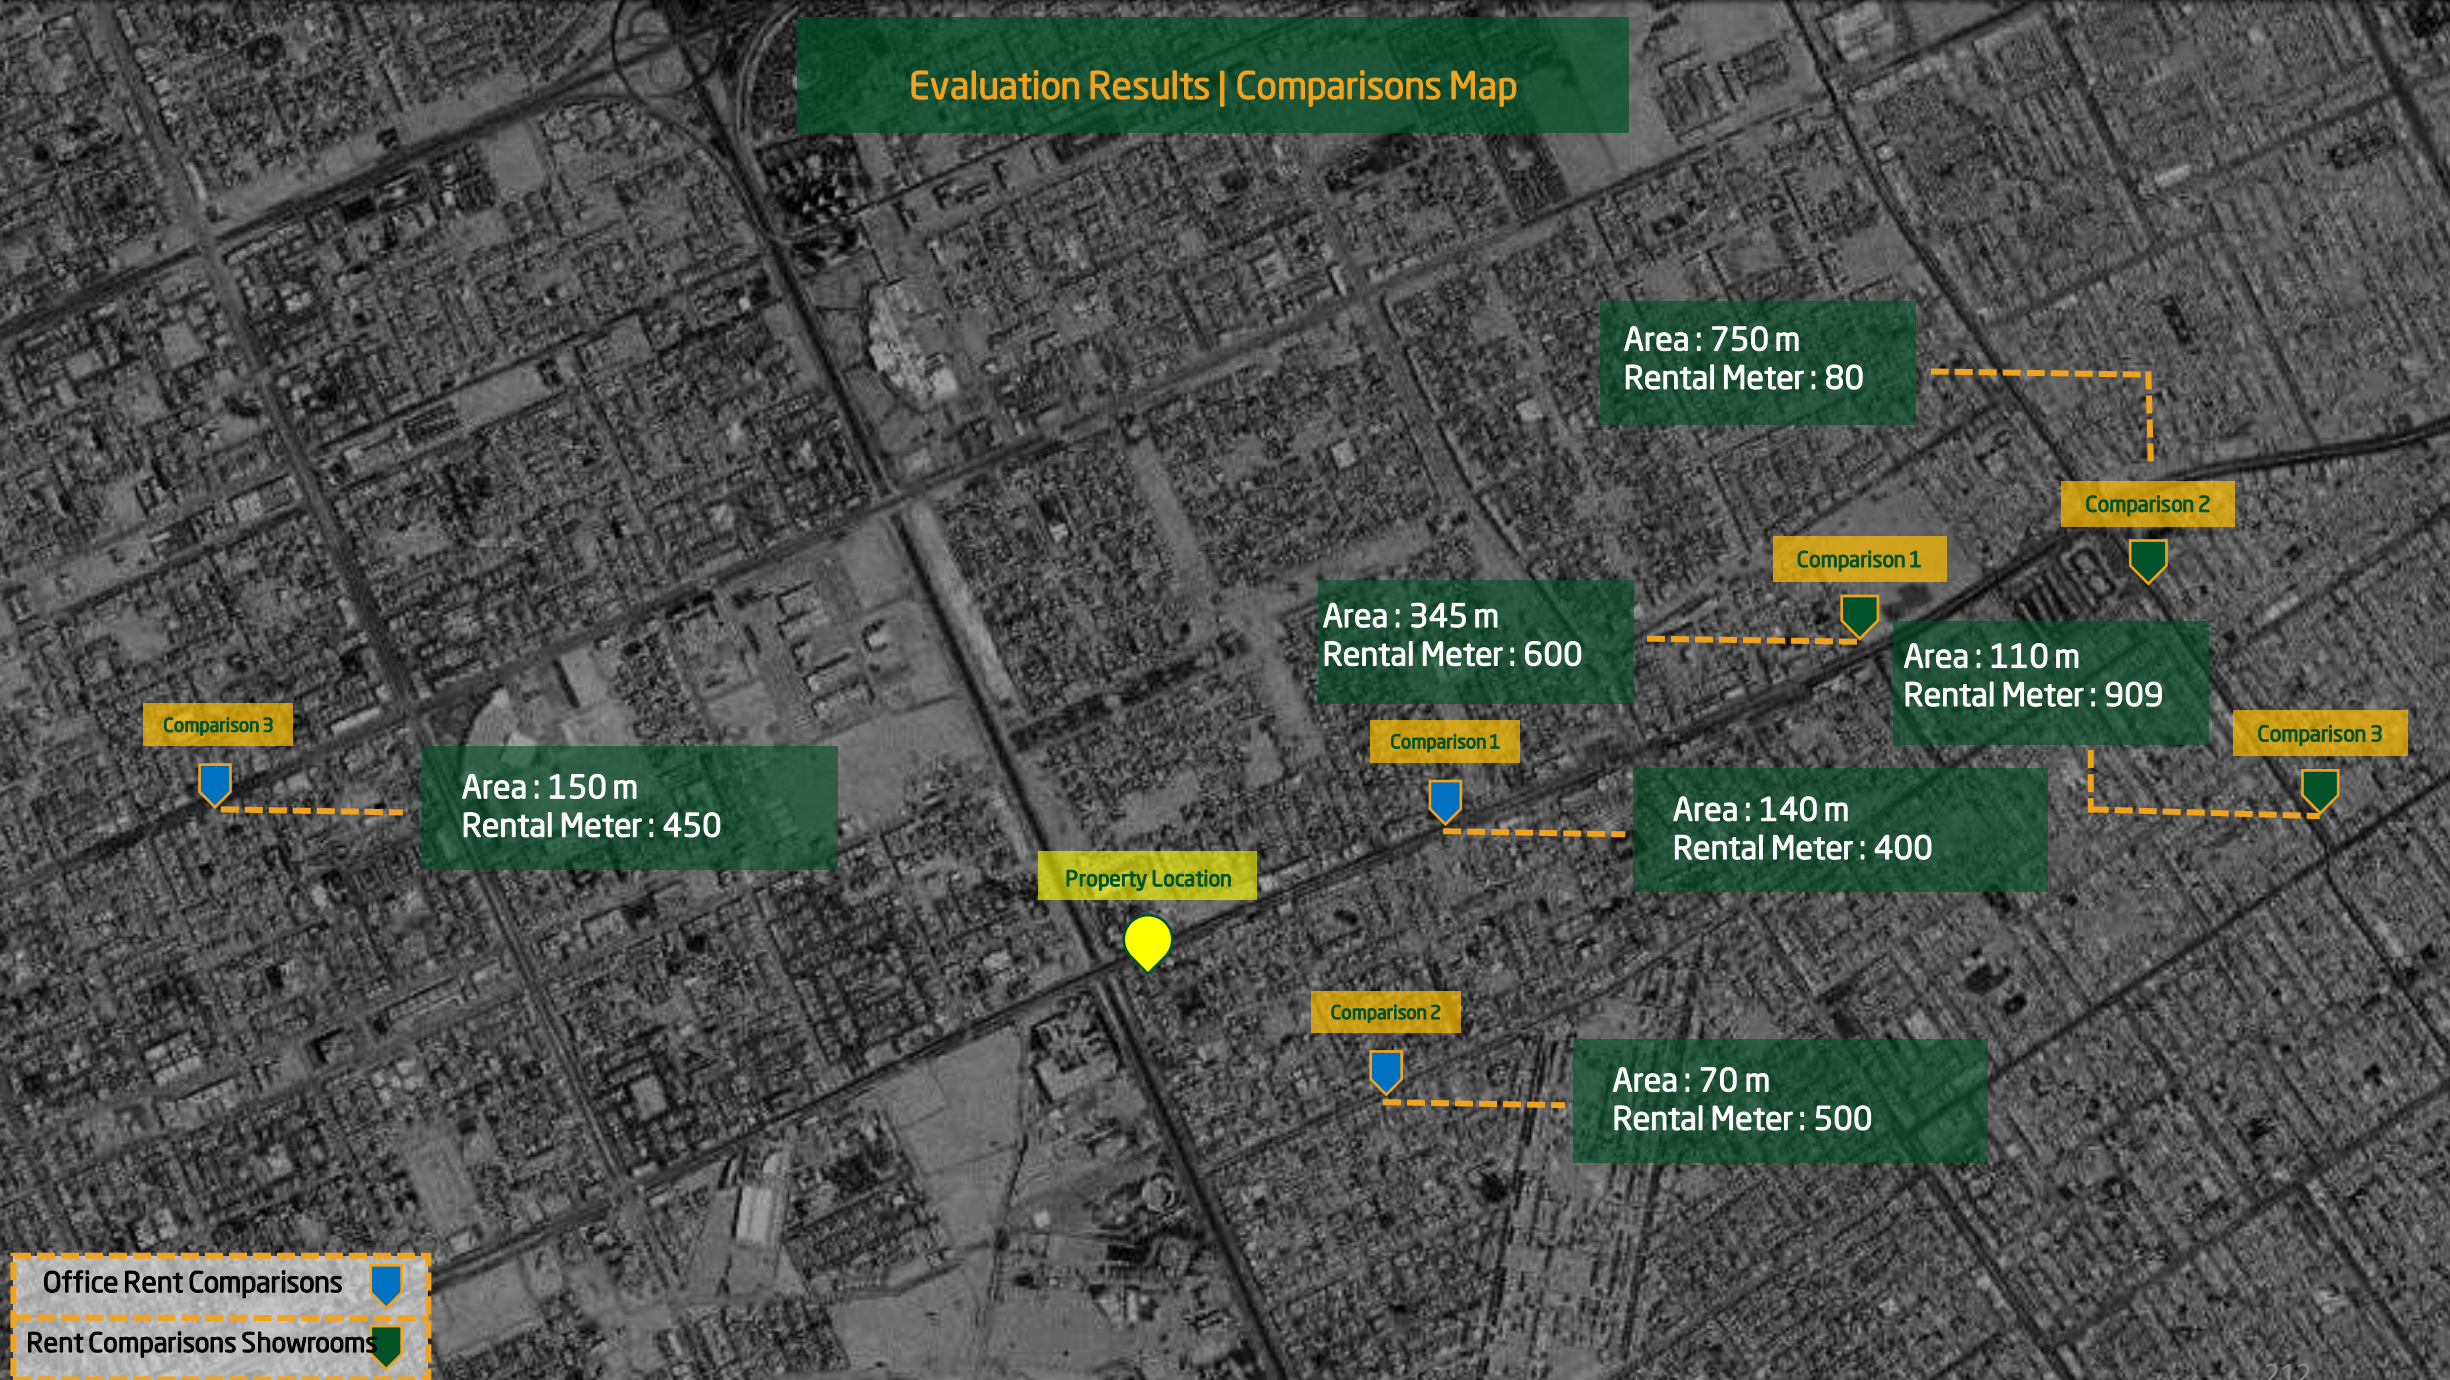 Evaluation Results | Comparisons Map
Area : 750 m
Rental Meter : 80
Comparison 2
Comparison 1
Area : 345 m
Rental Meter : 600
Area : 110 m
Rental Meter : 909
Comparison 3
Comparison 3
Comparison 1
Area : 150 m
Rental Meter : 450
Area : 140 m
Rental Meter : 400
Property Location
Comparison 2
Area : 70 m
Rental Meter : 500
Office Rent Comparisons
Rent Comparisons Showrooms
212